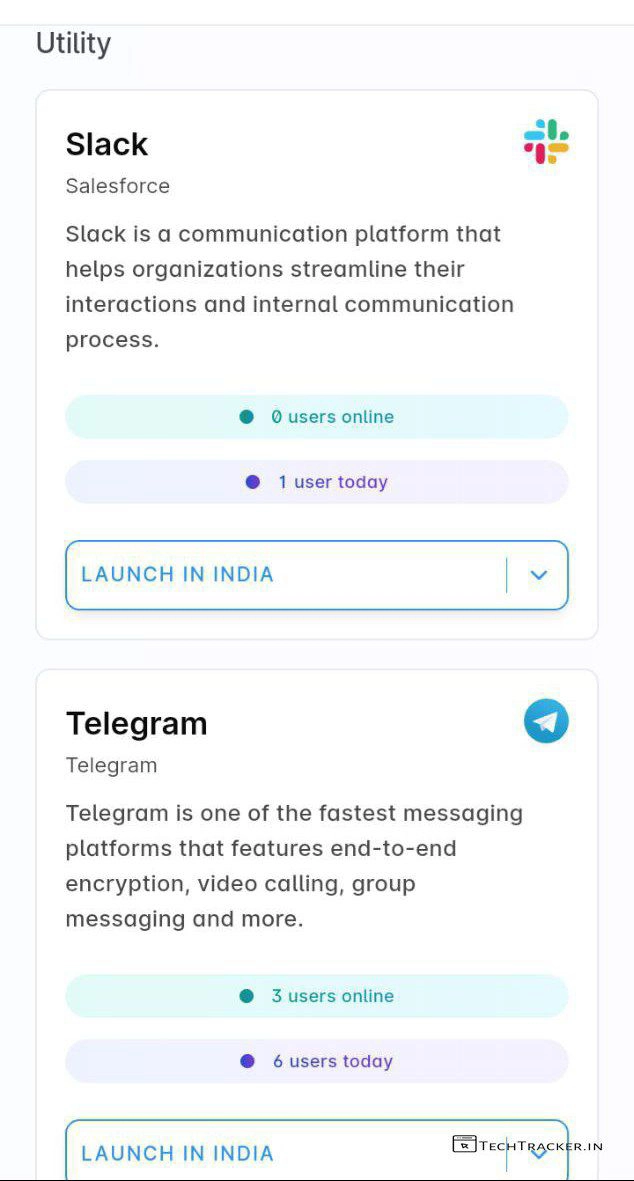 Utility
Slack
Salesforce
Slack is a communication platform that
helps organizations streamline their
interactions and internal communication
process.
0 users online
1 user today
LAUNCH IN INDIA
Telegram
Telegram
Telegram is one of the fastest messaging
platforms that features end-to-end
encryption, video calling, group
messaging and more.
3 users online
6 users today
LAUNCH IN INDIA
TECHTRACKER.IN